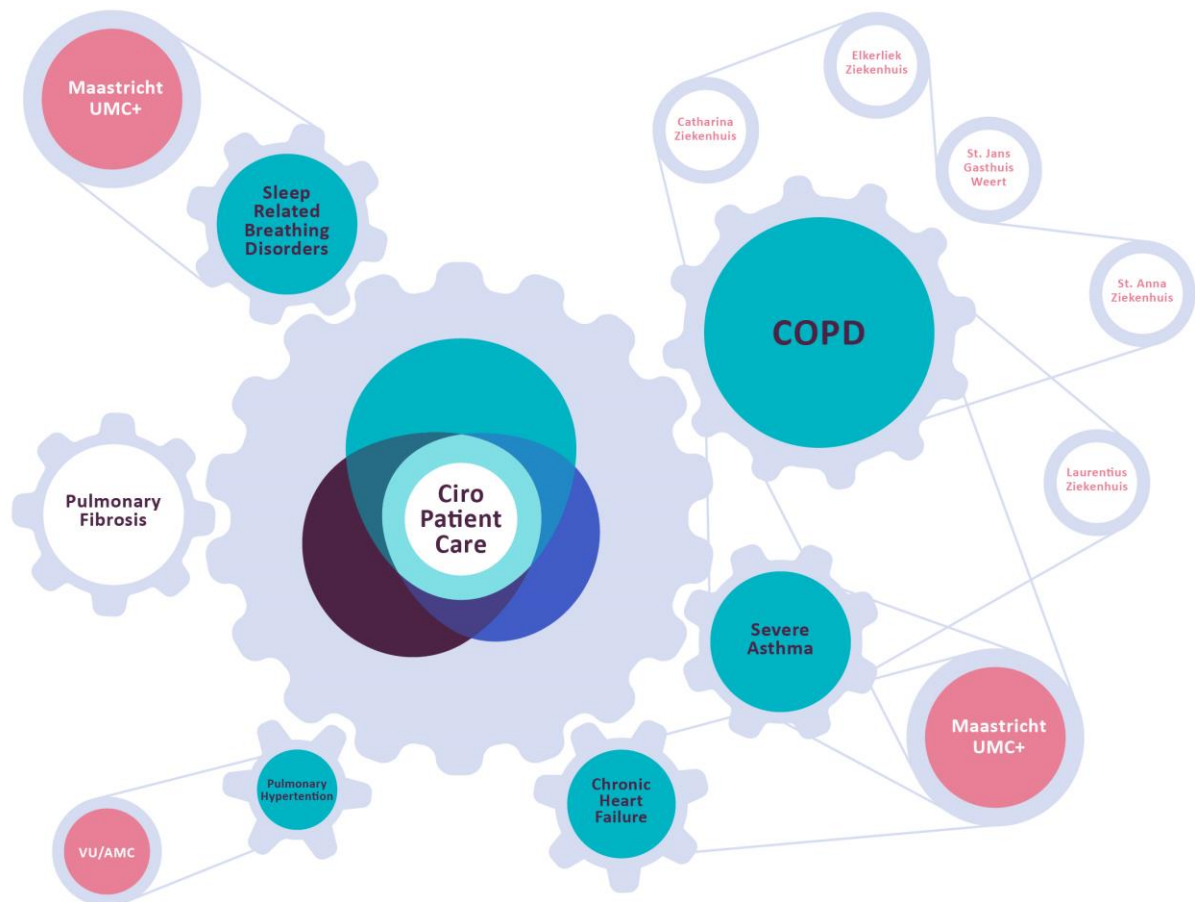 Maastricht
UMC+
Sleep
Related
Breathing
Disorders
Catharina
Ziekenhuis
Elkerliek
Ziekenhuis
St. Jans
Gasthuis
Weert
St. Anna
Ziekenhuis
COPD
Laurentius
Ziekenhuis
Pulmonary
Fibrosis
Ciro
Patient
Care
Severe
Asthma
Maastricht
UMC+
Pulmonary
Hypertention
Chronic
Heart
Failure
VU/AMC